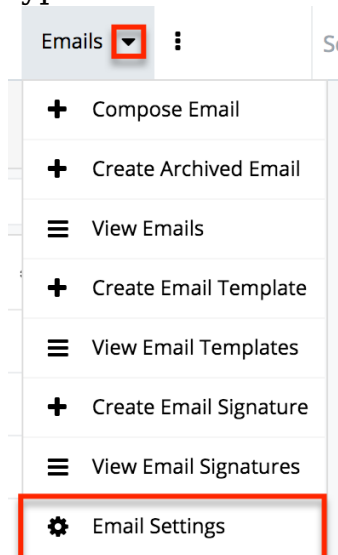 Emails
Compose Email
Create Archived Email
View Emails
Create Email Template
View Email Templates
Create Email Signature
View Email Signatures
Email Settings